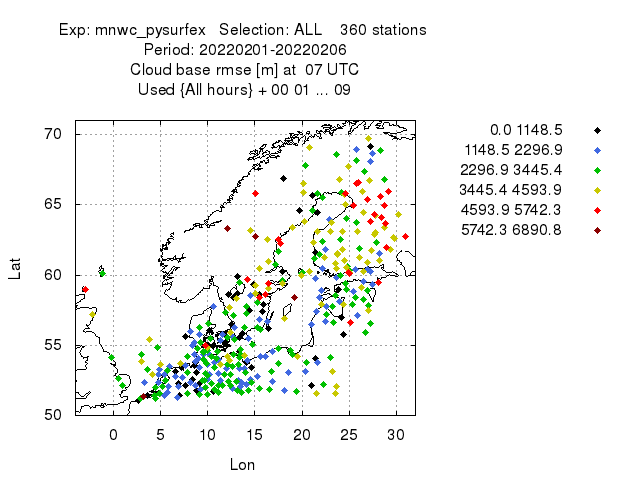 Exp: mnwc_pysurfex   Selection: ALL    360 stations
Period: 20220201-20220206
Cloud base rmse [m] at  07 UTC
Used {All hours} + 00 01 ... 09
0.0 1148.5
1148.5 2296.9
2296.9 3445.4
3445.4 4593.9
4593.9 5742.3
5742.3 6890.8
70
65
60
55
50
Lat
0 5 10 15 20 25 30
Lon